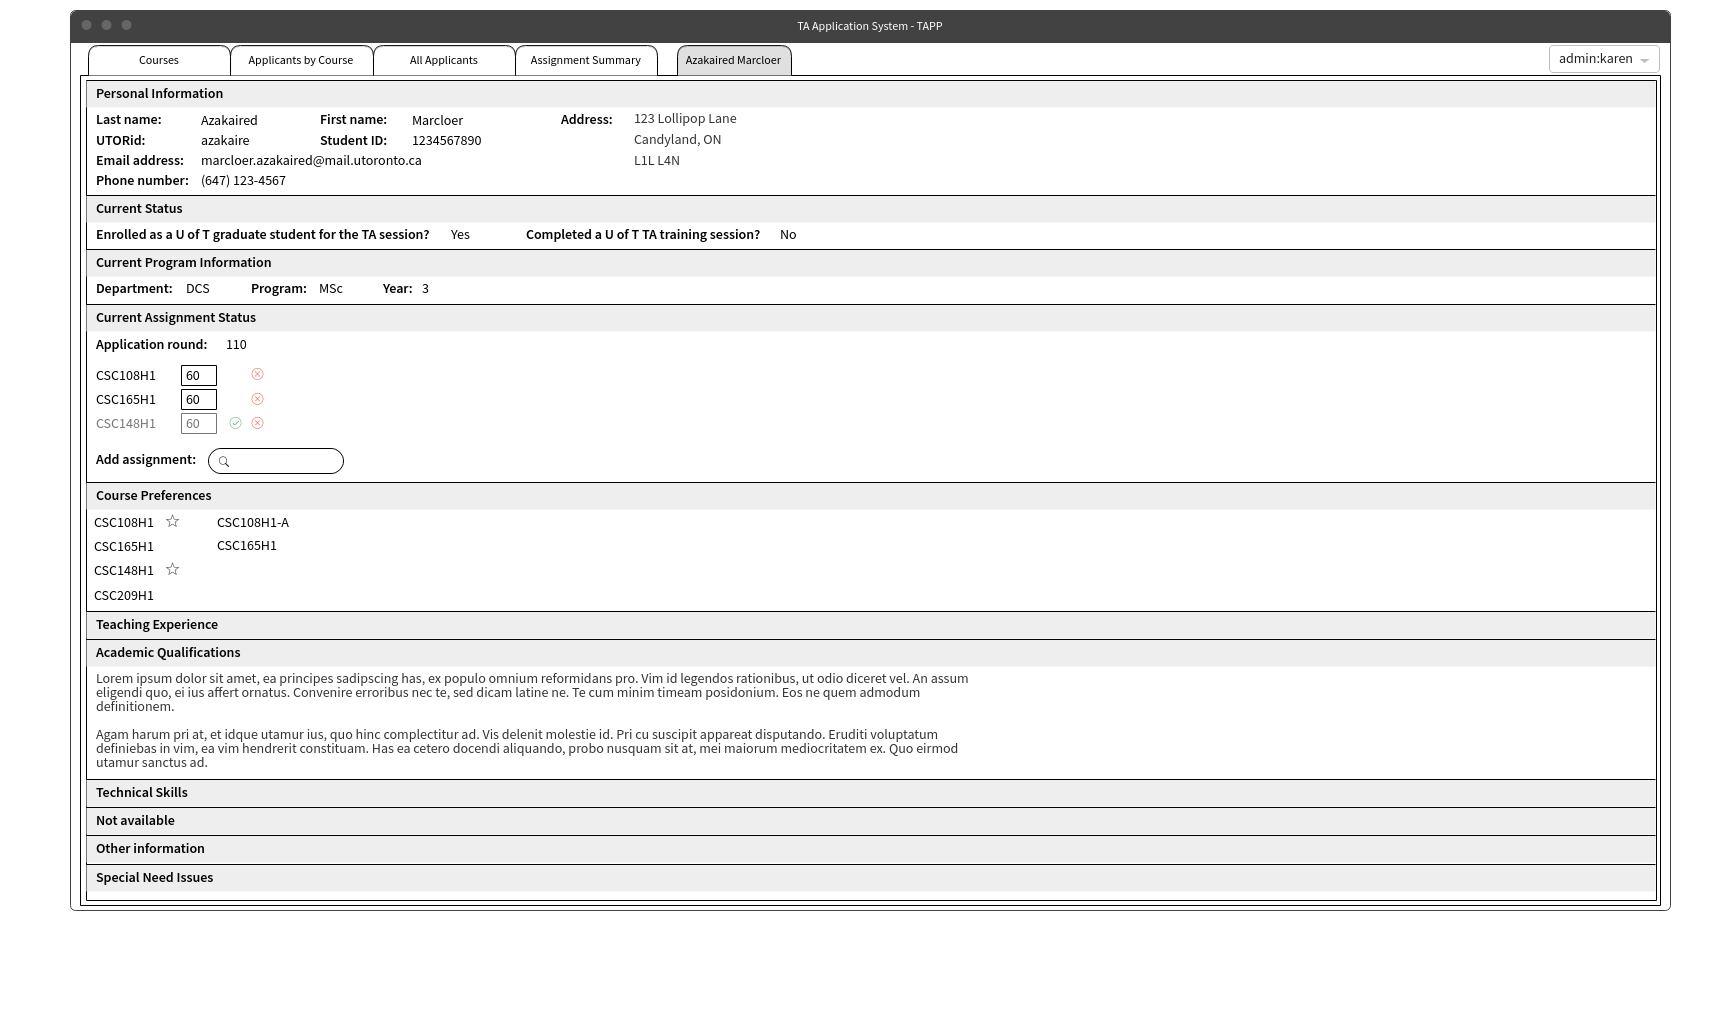 TA Application System - TAPP
Courses
Applicants by Course
All Applicants
Assignment Summary
Azakaired Marcloer
admin:karen
Personal Information
Last name: Azakaired First name: Marcloer Address: 123 Lollipop Lane
UTORid: azakaire Student ID: 1234567890 Candyland, ON
Email address: marcloer.azakaired@mail.utoronto.ca L1L L4N
Phone number: (647) 123-4567
Current Status
Enrolled as a U of T graduate student for the TA session? Yes Completed a U of T TA training session? No
Current Program Information
Department: DCS Program: MSc Year: 3
Current Assignment Status
Application round: 110
CSC108H1 60
CSC165H1 60
CSC148H1 60
Add assignment:
Course Preferences
CSC108H1 CSC108H1-A
CSC165H1 CSC165H1
CSC148H1
CSC209H1
Teaching Experience
Academic Qualifications
Lorem ipsum dolor sit amet, ea principes sadipscing has, ex populo omnium reformidans pro. Vim id legendos rationibus, ut odio diceret vel. An assum
eligendi quo, ei ius affert ornatus. Convenire erroribus nec te, sed dicam latine ne. Te cum minim timeam posidonium. Eos ne quem admodum
definitionem.
Agam harum pri at, et idque utamur ius, quo hinc complectitur ad. Vis delenit molestie id. Pri cu suscipit appareat disputando. Eruditi voluptatum
definiebas in vim, ea vim hendrerit constituam. Has ea cetero docendi aliquando, probo nusquam sit at, mei maiorum mediocritatem ex. Quo eirmod
utamur sanctus ad.
Technical Skills
Not available
Other information
Special Need Issues